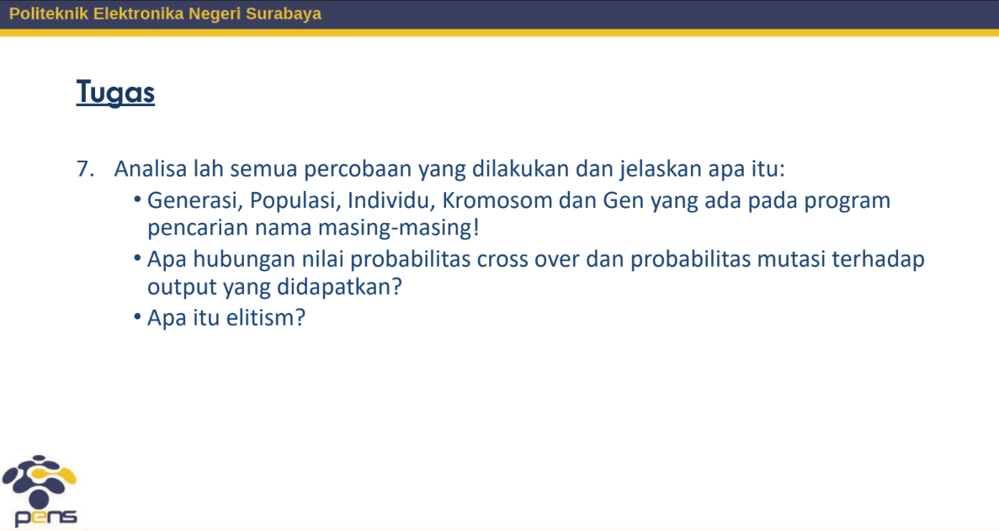 Politeknik Elektronika Negeri Surabaya
Tugas
7. Analisa lah semua percobaan yang dilakukan dan jelaskan apa itu:
• Generasi, Populasi, Individu, Kromosom dan Gen yang ada pada program
pencarian nama masing-masing!
• Apa hubungan nilai probabilitas cross over dan probabilitas mutasi terhadap
output yang didapatkan?
• Apa itu elitism?
pens